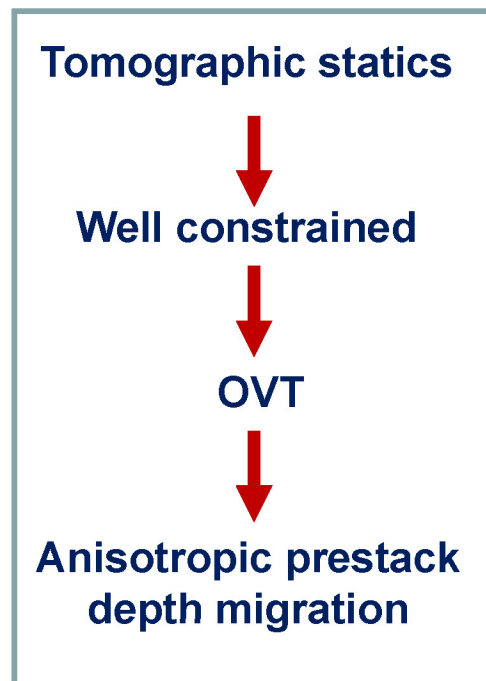 Tomographic statics
Well constrained
OVT
Anisotropic prestack
depth migration